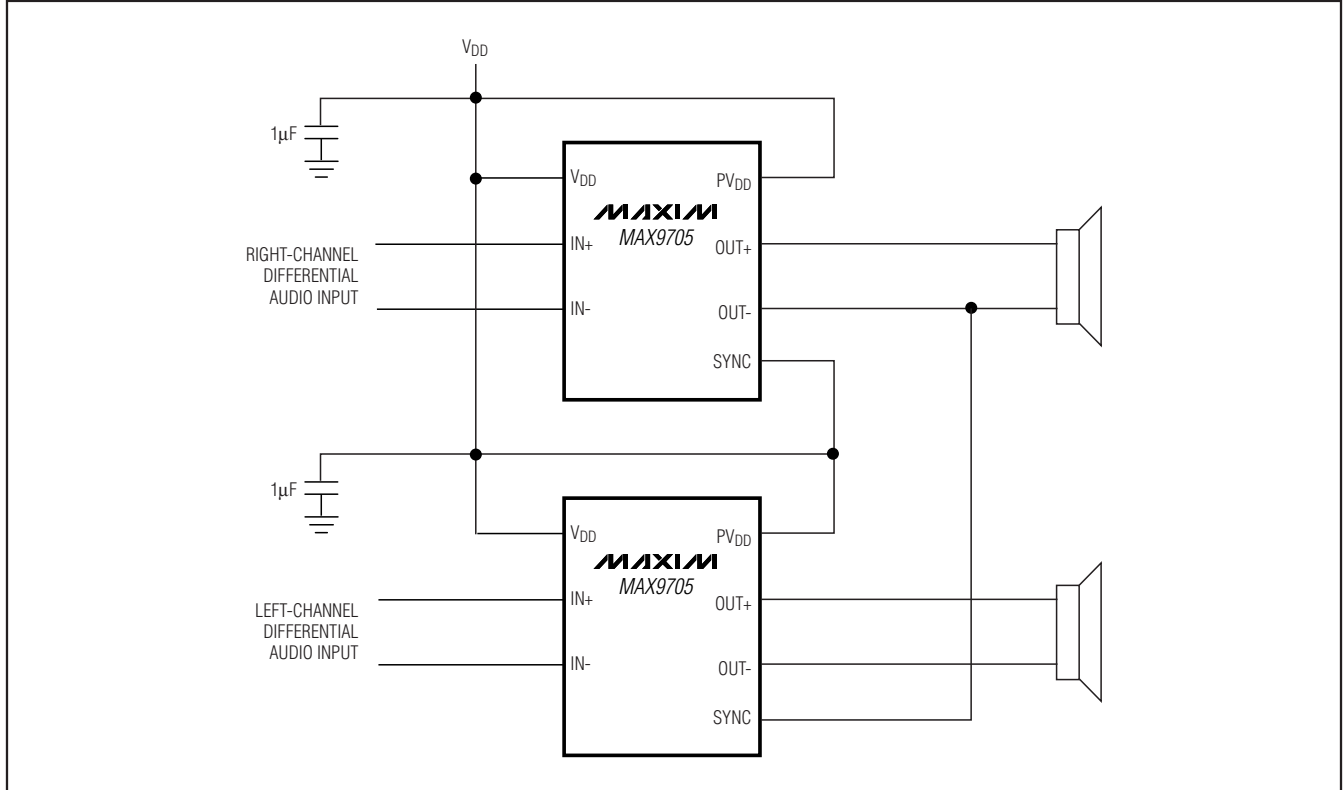 VDD
1µF
VDD
PVDD
MAXIM
MAX9705
RIGHT-CHANNEL
DIFFERENTIAL
AUDIO INPUT
IN+
OUT+
IN-
OUT-
SYNC
1µF
VDD
PVDD
MAXIM
MAX9705
LEFT-CHANNEL
DIFFERENTIAL
AUDIO INPUT
IN+
OUT+
IN-
OUT-
SYNC